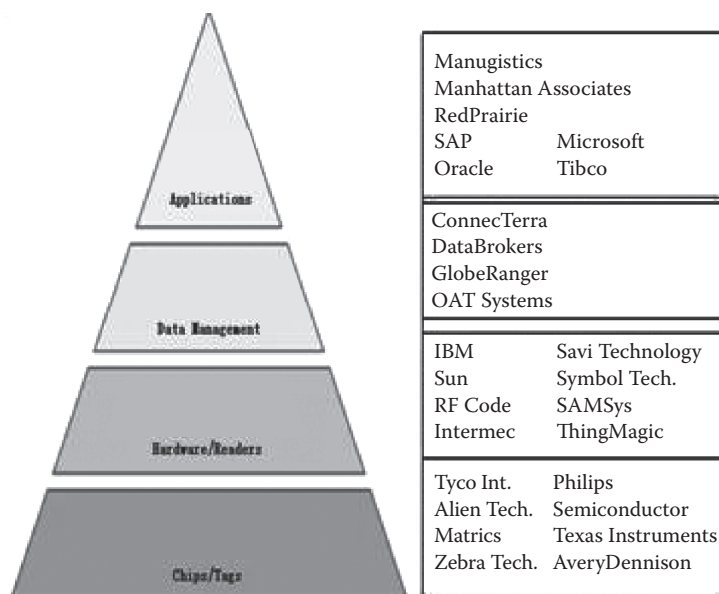 Applications
Data Management
Hardware/Readers
Chips/Tags
Manugistics
Manhattan Associates
RedPrairie
SAP Microsoft
Oracle Tibco
ConnecTerra
DataBrokers
GlobeRanger
OAT Systems
IBM Savi Technology
Sun Symbol Tech.
RF Code SAMSys
Intermec ThingMagic
Tyco Int. Philips
Alien Tech. Semiconductor
Matrics Texas Instruments
Zebra Tech. AveryDennison